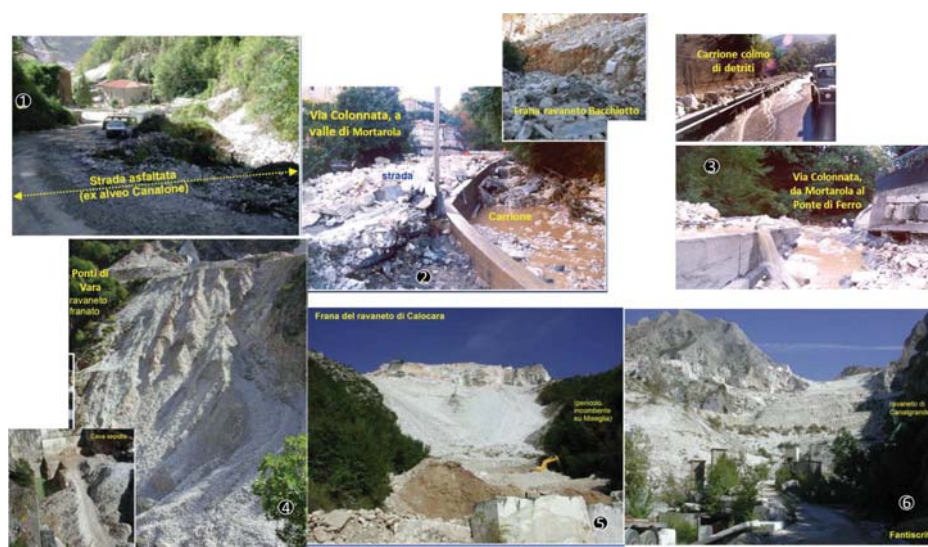 ①
Strada asfaltata
(ex alveo Canalone)
Via Colonnata, a
valle di Mortarola
strada
Carrione
②
Frana ravaneto Bacchiotto
Carrione colmo
di detriti
③
Via Colonnata,
da Mortarola al
Ponte di Ferro
Ponti di
Vara
ravaneto
franato
Cava sepolta
④
Frana del ravaneto di Calocara
(pericolo
incombente
su Miseglia)
⑤
ravaneto di
Canalgrande
⑥
Fantiscrit